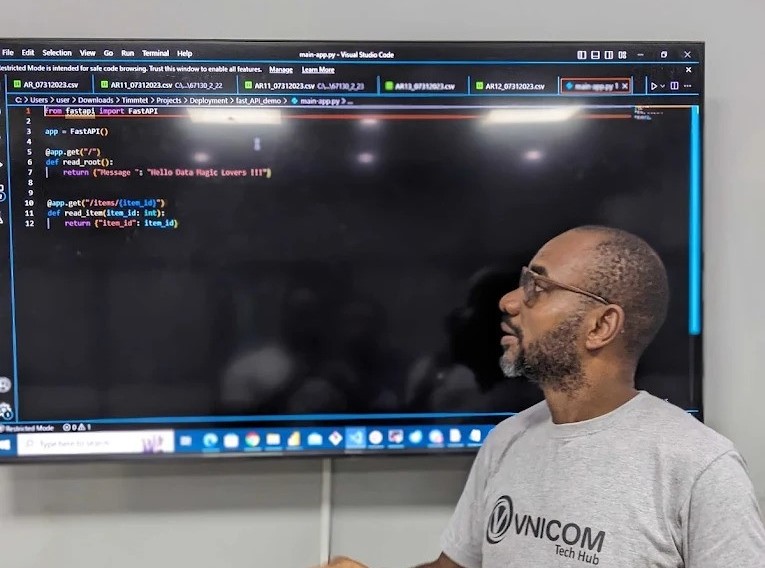 File Edit Selection View Go Run Terminal Help
main-app.py - Visual Studio Code
Restricted Mode is intended for safe code browsing. Trust this window to enable all features. Manage Learn More
AR_07312023.csv AR11_07312023.csv C:\...\67130_2_22 AR11_07312023.csv C:\...\67130_2_23 AR13_07312023.csv AR12_07312023.csv main-app.py 1
C: > Users > user > Downloads > Timmtet > Projects > Deployment > fast_API_demo > main-app.py > ...
1 from fastapi import FastAPI
2
3 app = FastAPI()
4
5 @app.get("/")
6 def read_root():
7 return {"Message ": "Hello Data Magic Lovers !!!"}
8
9
10 @app.get("/items/{item_id}")
11 def read_item(item_id: int):
12 return {"item_id": item_id}
Restricted Mode 0 1
Type here to search
VNICOM
Tech Hub